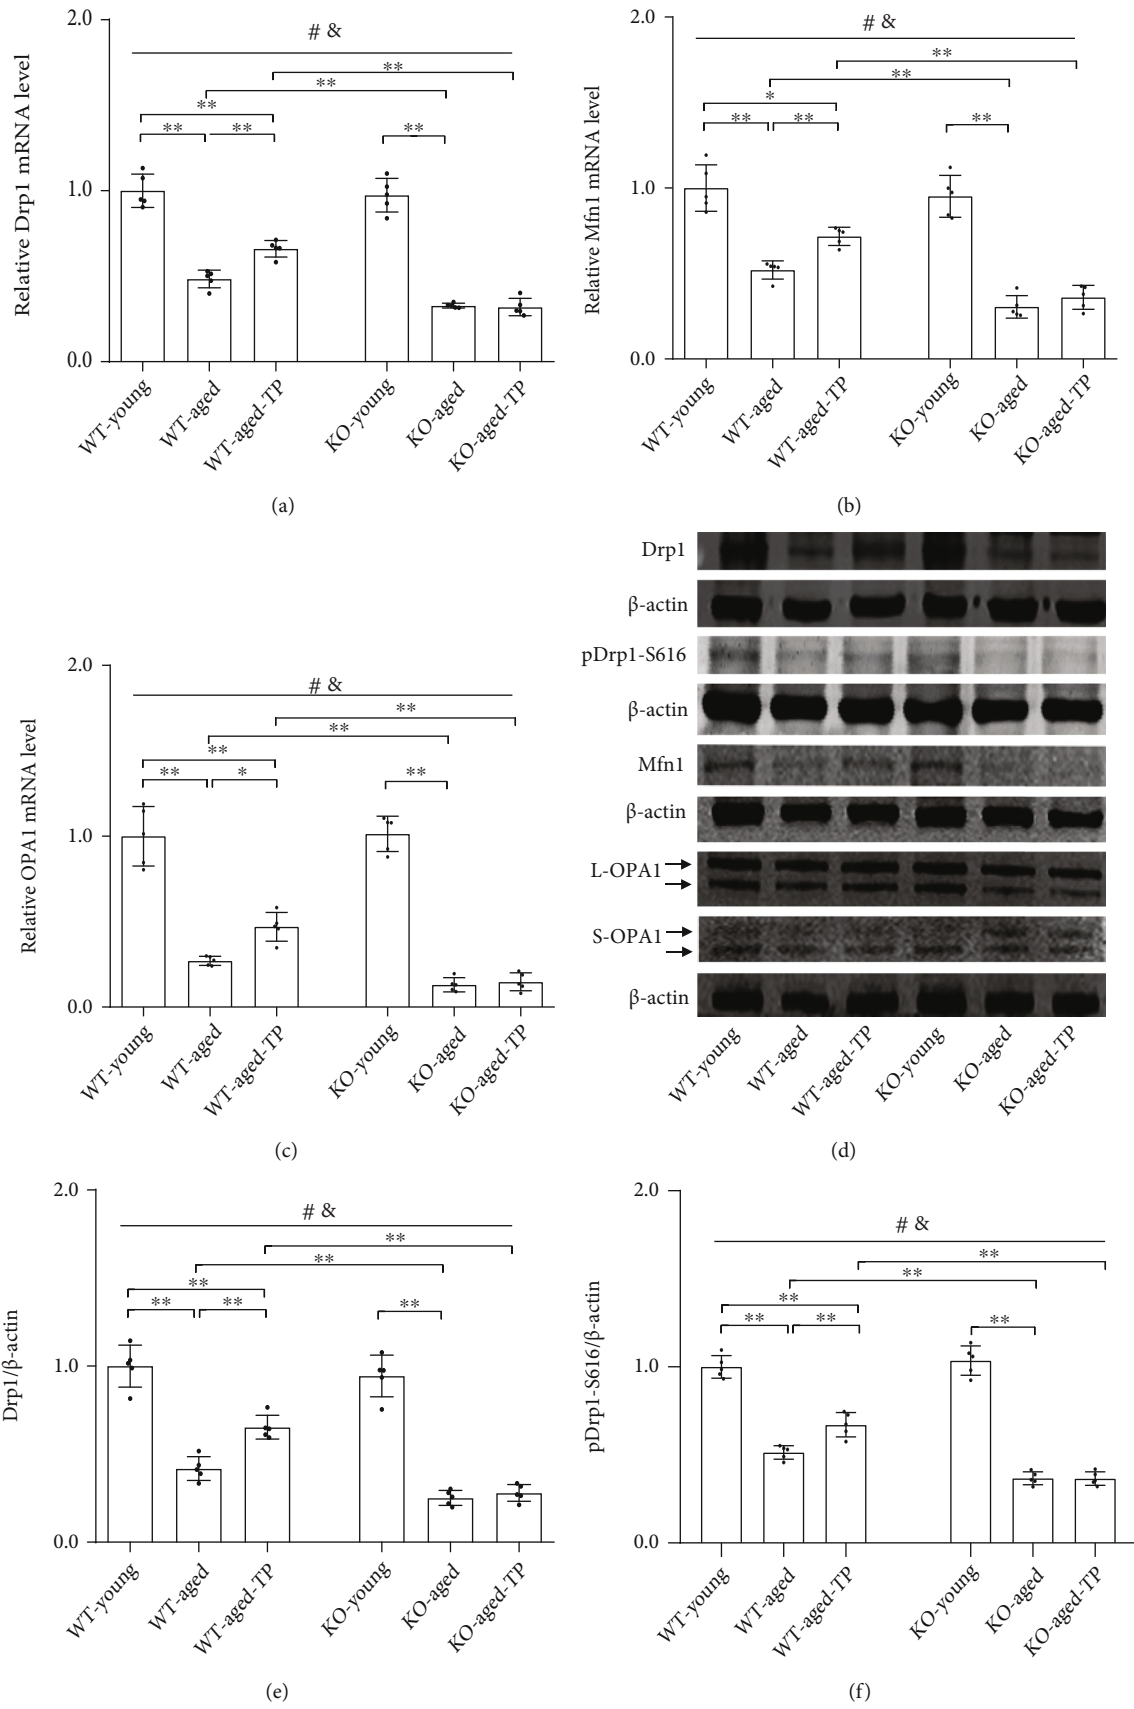 2.0
# &
**
**
**
**
**
**
1.0
0.0
Relative Drp1 mRNA level
WT-young
WT-aged
WT-aged-TP
KO-young
KO-aged
KO-aged-TP
(a)
2.0
# &
**
**
*
**
**
**
1.0
0.0
Relative Mfn1 mRNA level
WT-young
WT-aged
WT-aged-TP
KO-young
KO-aged
KO-aged-TP
(b)
2.0
# &
**
**
**
**
*
**
1.0
0.0
Relative OPA1 mRNA level
WT-young
WT-aged
WT-aged-TP
KO-young
KO-aged
KO-aged-TP
(c)
Drp1
β-actin
pDrp1-S616
β-actin
Mfn1
β-actin
L-OPA1
S-OPA1
β-actin
WT-young
WT-aged
WT-aged-TP
KO-young
KO-aged
KO-aged-TP
(d)
2.0
# &
**
**
**
**
**
**
1.0
0.0
Drp1/β-actin
WT-young
WT-aged
WT-aged-TP
KO-young
KO-aged
KO-aged-TP
(e)
2.0
# &
**
**
**
**
**
**
1.0
0.0
pDrp1-S616/β-actin
WT-young
WT-aged
WT-aged-TP
KO-young
KO-aged
KO-aged-TP
(f)